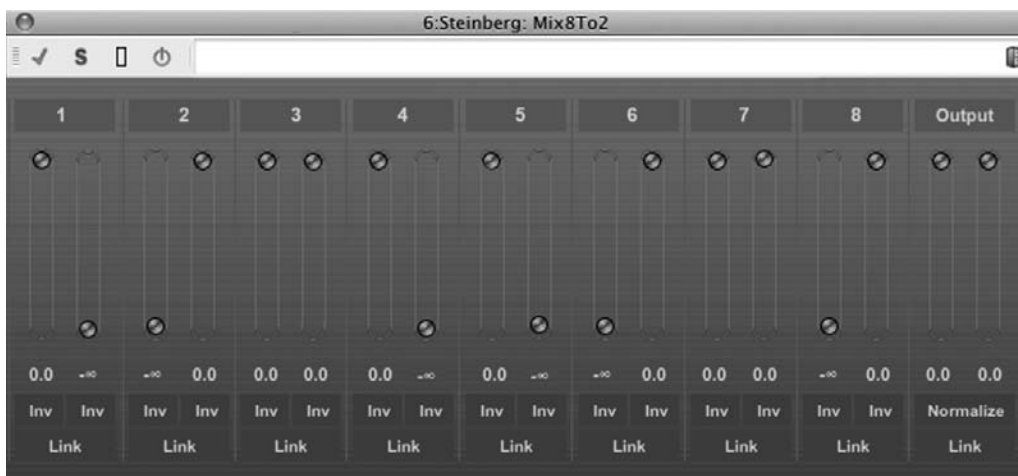 6:Steinberg: Mix8To2
S
1 2 3 4 5 6 7 8 Output
0.0 -∞ -∞ 0.0 0.0 0.0 0.0 -∞ 0.0 -∞ -∞ 0.0 0.0 0.0 -∞ 0.0 0.0 0.0
Inv Inv Inv Inv Inv Inv Inv Inv Inv Inv Inv Inv Inv Inv Inv Inv Normalize
Link Link Link Link Link Link Link Link Link